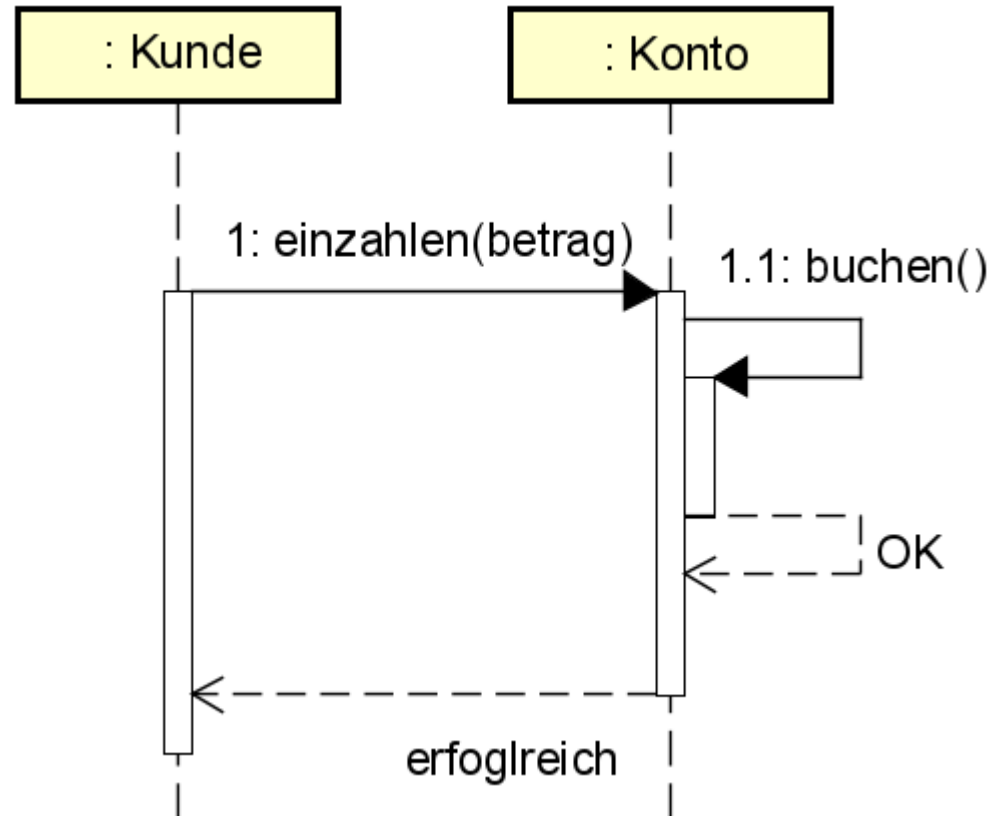 : Kunde
: Konto
1: einzahlen(betrag)
1.1: buchen()
OK
erfoglreich